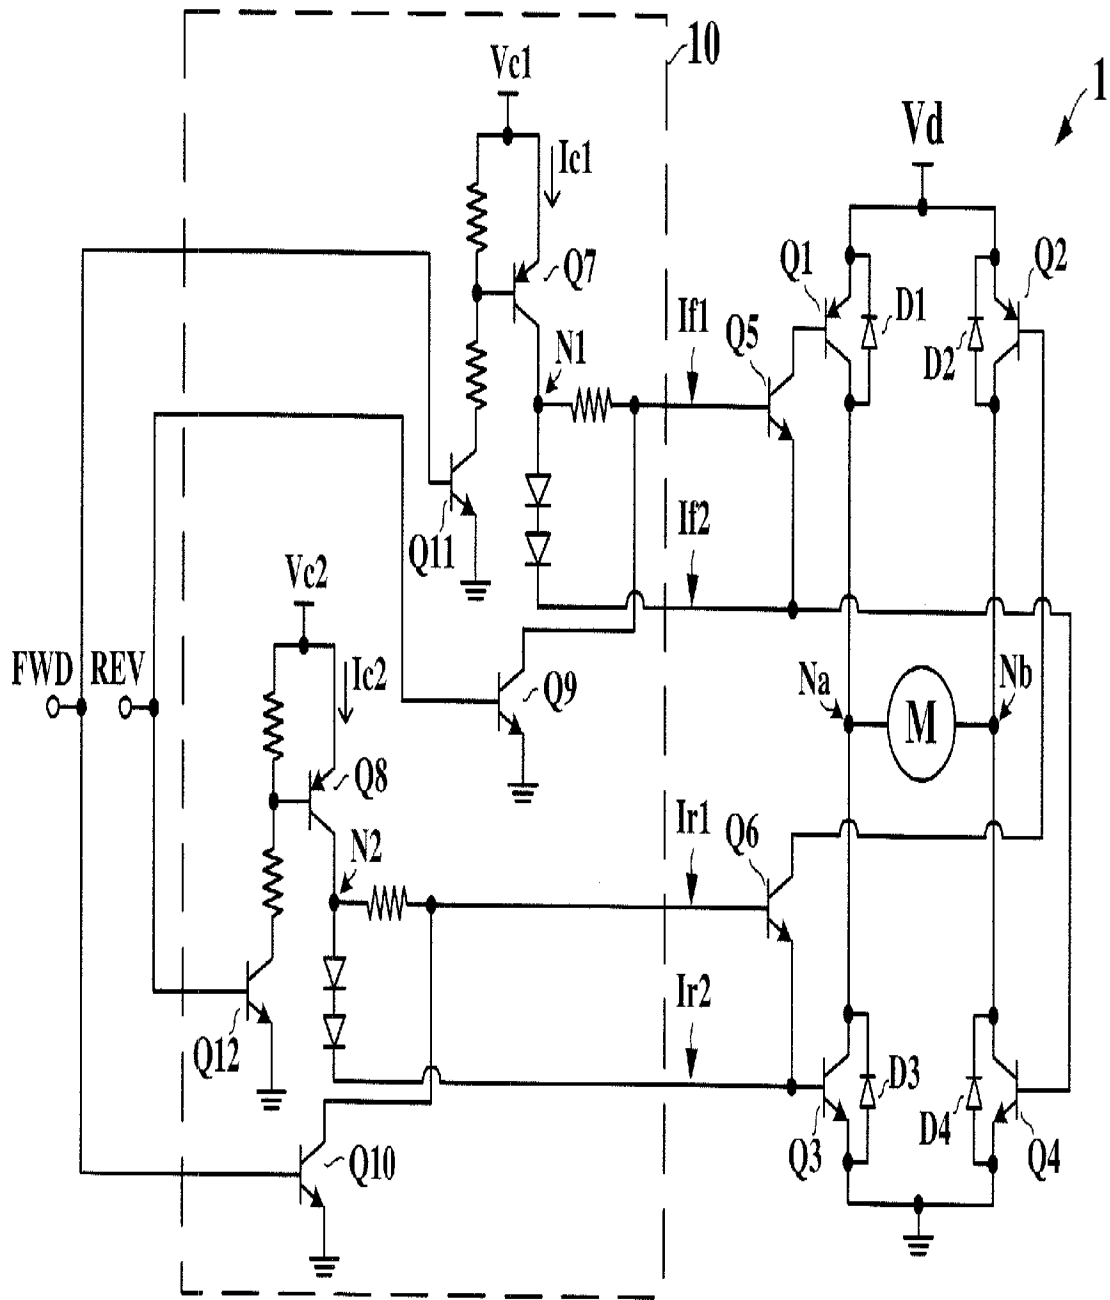 10
Vc1
1
Vd
Ic1
Q7
Q1
Q2
If1
Q5
D1
D2
N1
Q11
If2
Vc2
FWD
REV
Ic2
Q9
Na
Nb
M
Q8
Ir1
Q6
N2
Ir2
Q12
D3
D4
Q3
Q4
Q10